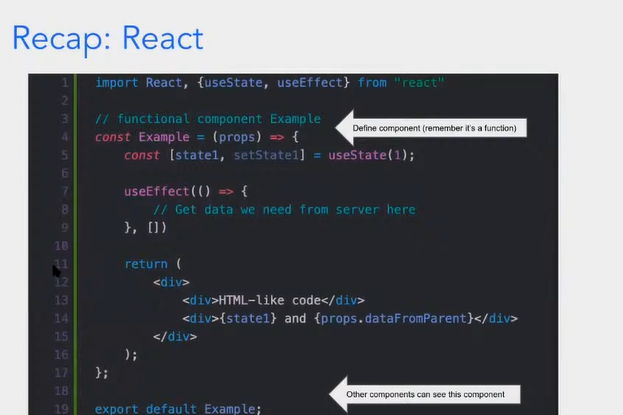 Recap: React
1 import React, {useState, useEffect} from "react"
2
3 // functional component Example
4 const Example = (props) => {
Define component (remember it's a function)
5 const [state1, setState1] = useState(1);
6
7 useEffect(() => {
8 // Get data we need from server here
9 }, [])
10
11 return (
12 <div>
13 <div>HTML-like code</div>
14 <div>{state1} and {props.dataFromParent}</div>
15 </div>
16 );
17 };
18
Other components can see this component
19 export default Example;